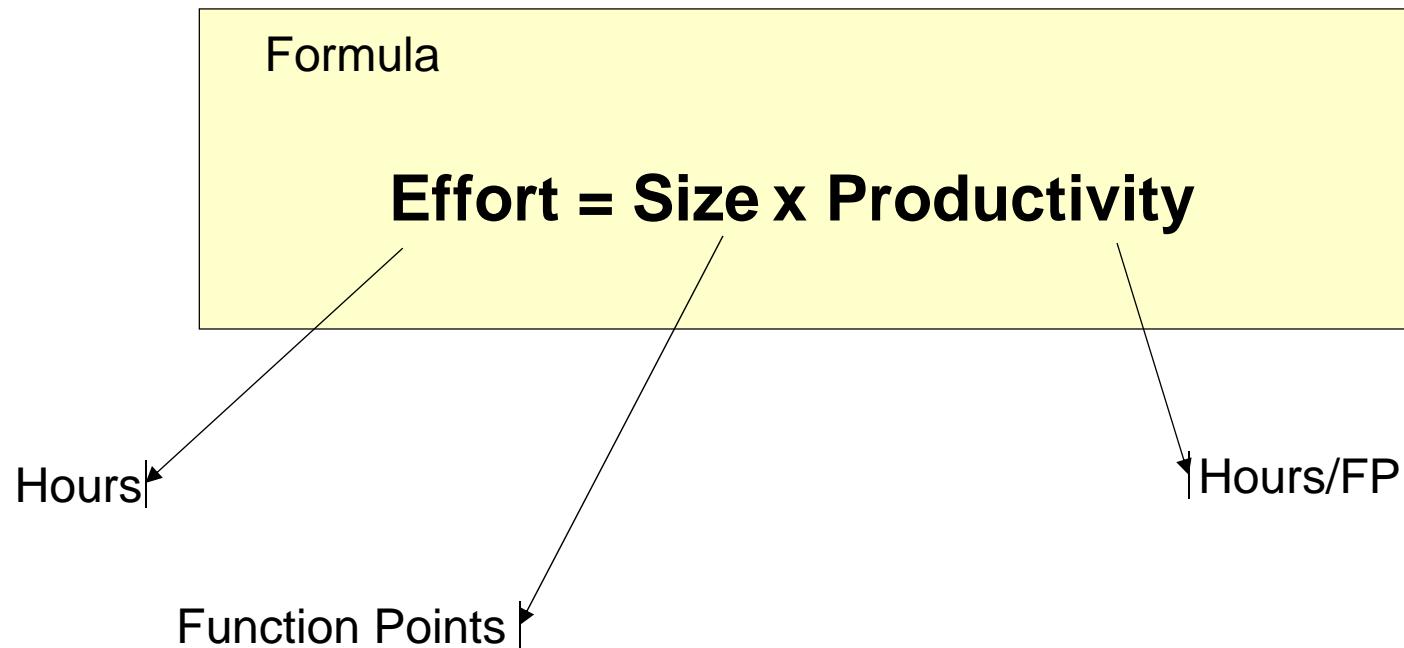 Formula
Effort = Size x Productivity
Hours
Hours/FP
Function Points